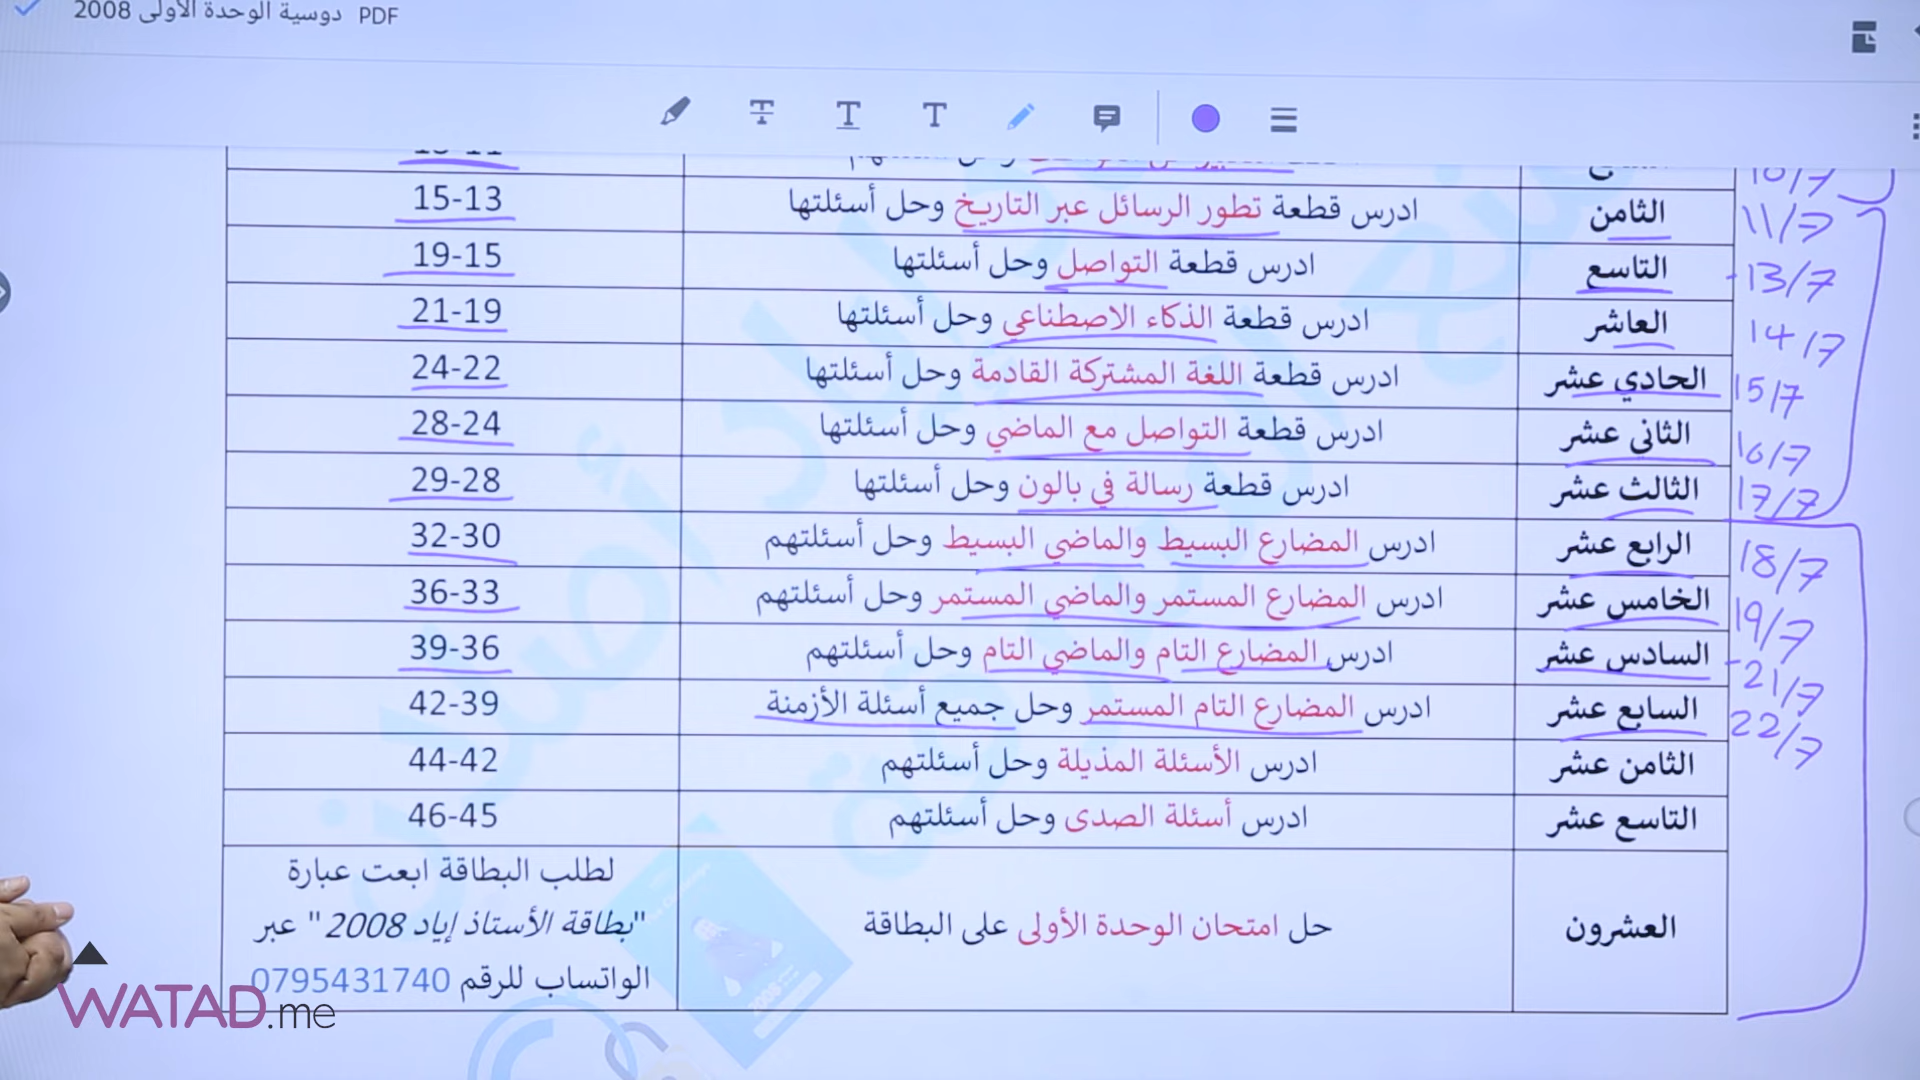 دوسية الوحدة الأولى 2008 PDF
10/7
الثامن ادرس قطعة تطور الرسائل عبر التاريخ وحل أسئلتها 15-13
11/7
التاسع ادرس قطعة التواصل وحل أسئلتها 19-15
13/7
العاشر ادرس قطعة الذكاء الاصطناعي وحل أسئلتها 21-19
14/7
الحادي عشر ادرس قطعة اللغة المشتركة القادمة وحل أسئلتها 24-22
15/7
الثاني عشر ادرس قطعة التواصل مع الماضي وحل أسئلتها 28-24
16/7
الثالث عشر ادرس قطعة رسالة في بالون وحل أسئلتها 29-28
17/7
الرابع عشر ادرس المضارع البسيط والماضي البسيط وحل أسئلتهم 32-30
18/7
الخامس عشر ادرس المضارع المستمر والماضي المستمر وحل أسئلتهم 36-33
19/7
السادس عشر ادرس المضارع التام والماضي التام وحل أسئلتهم 39-36
21/7
السابع عشر ادرس المضارع التام المستمر وحل جميع أسئلة الأزمنة 42-39
22/7
الثامن عشر ادرس الأسئلة المذيلة وحل أسئلتهم 44-42
التاسع عشر ادرس أسئلة الصدى وحل أسئلتهم 46-45
العشرون حل امتحان الوحدة الأولى على البطاقة
لطلب البطاقة ابعت عبارة
"بطاقة الأستاذ إياد 2008" عبر
الواتساب للرقم 0795431740
WATAD.me